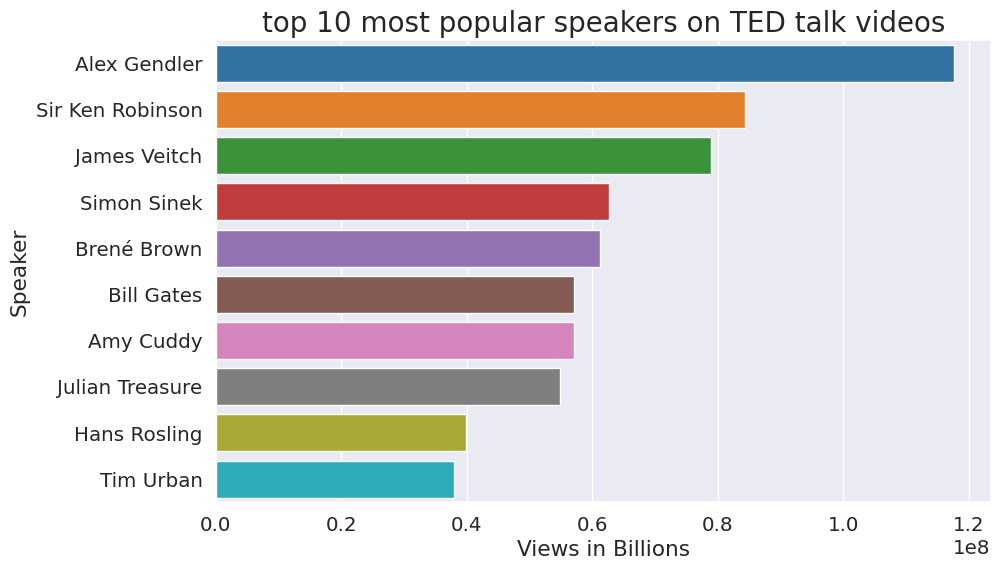 top 10 most popular speakers on TED talk videos
Speaker
Alex Gendler
Sir Ken Robinson
James Veitch
Simon Sinek
Brené Brown
Bill Gates
Amy Cuddy
Julian Treasure
Hans Rosling
Tim Urban
0.0 0.2 0.4 0.6 0.8 1.0 1.2
1e8
Views in Billions